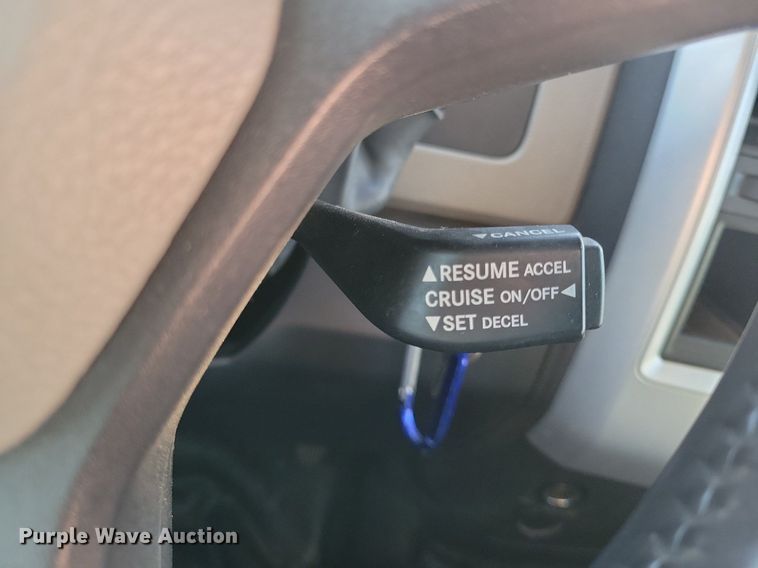 ▼CANCEL
▲RESUME ACCEL
CRUISE ON/OFF◀
▼SET DECEL
Purple Wave Auction